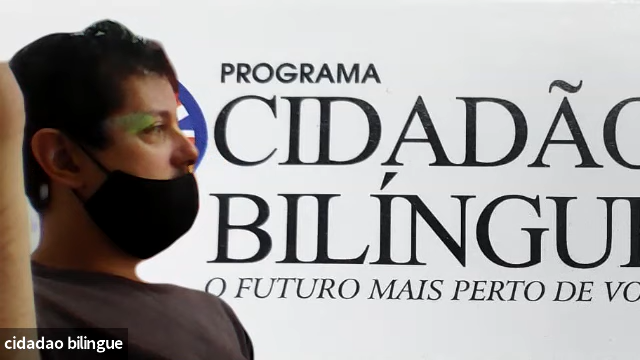 PROGRAMA
CIDADÃO
BILÍNGUE
O FUTURO MAIS PERTO DE VO
cidadao bilingue